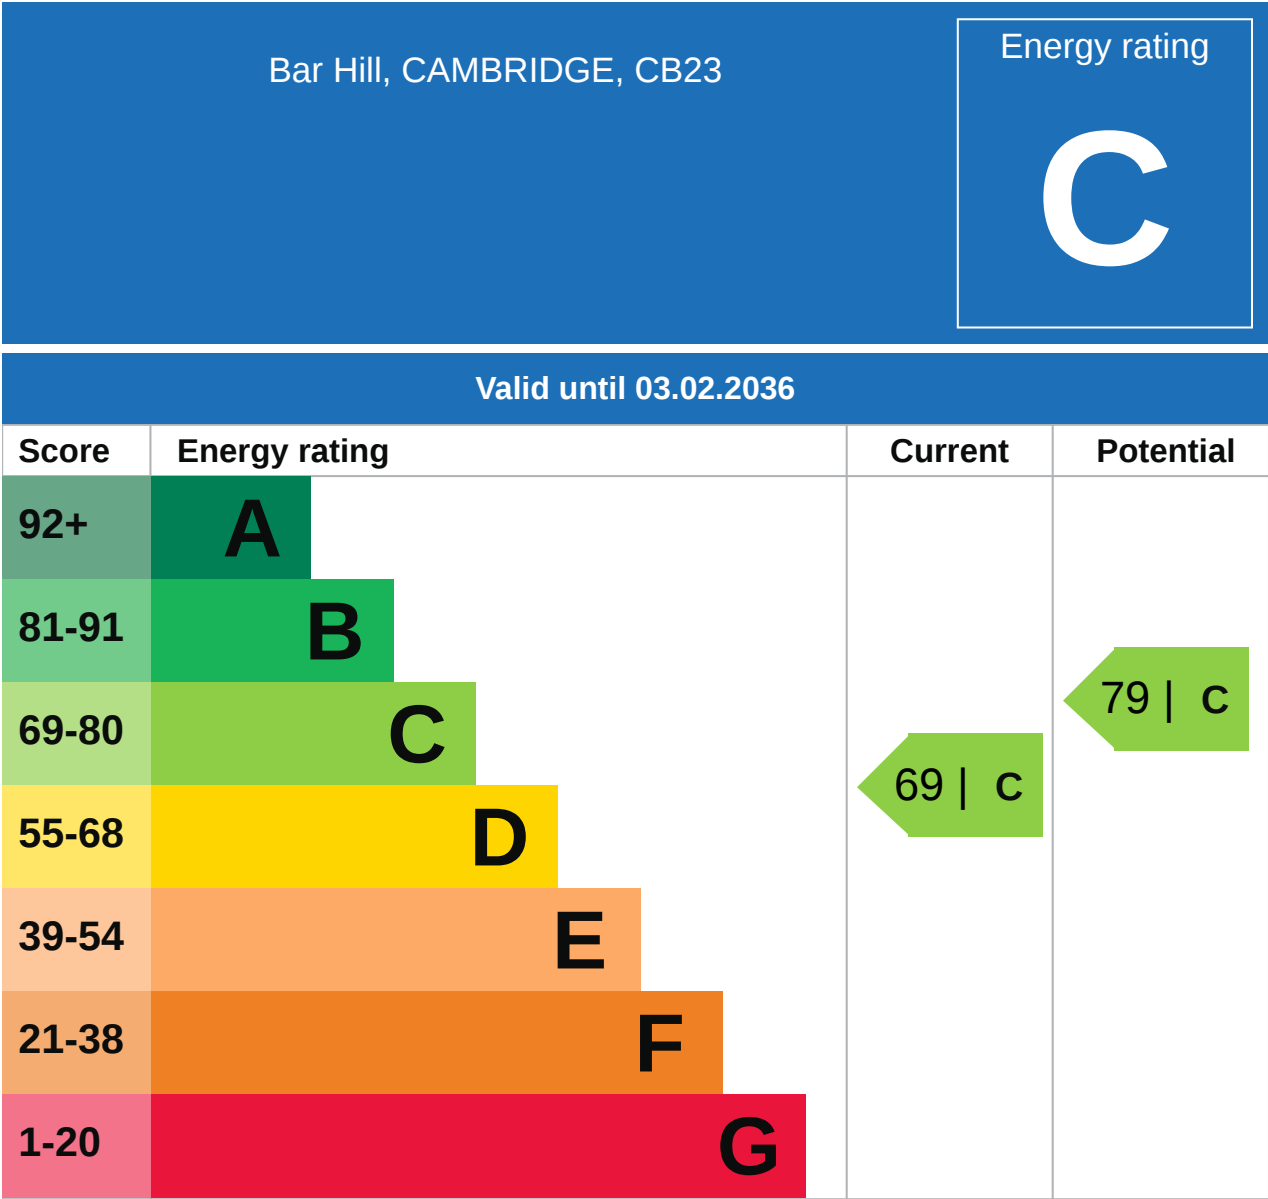 Bar Hill, CAMBRIDGE, CB23
Energy rating
C
Valid until 03.02.2036
Score Energy rating Current Potential
92+ A
81-91 B
69-80 C
79 | C
69 | C
55-68 D
39-54 E
21-38 F
1-20 G